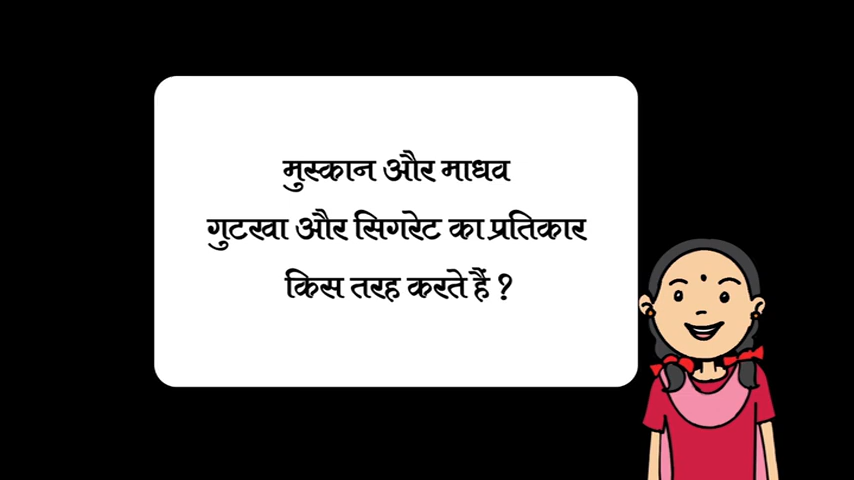 मुस्कान और माधव
गुटखा और सिगरेट का प्रतिकार
किस तरह करते हैं ?